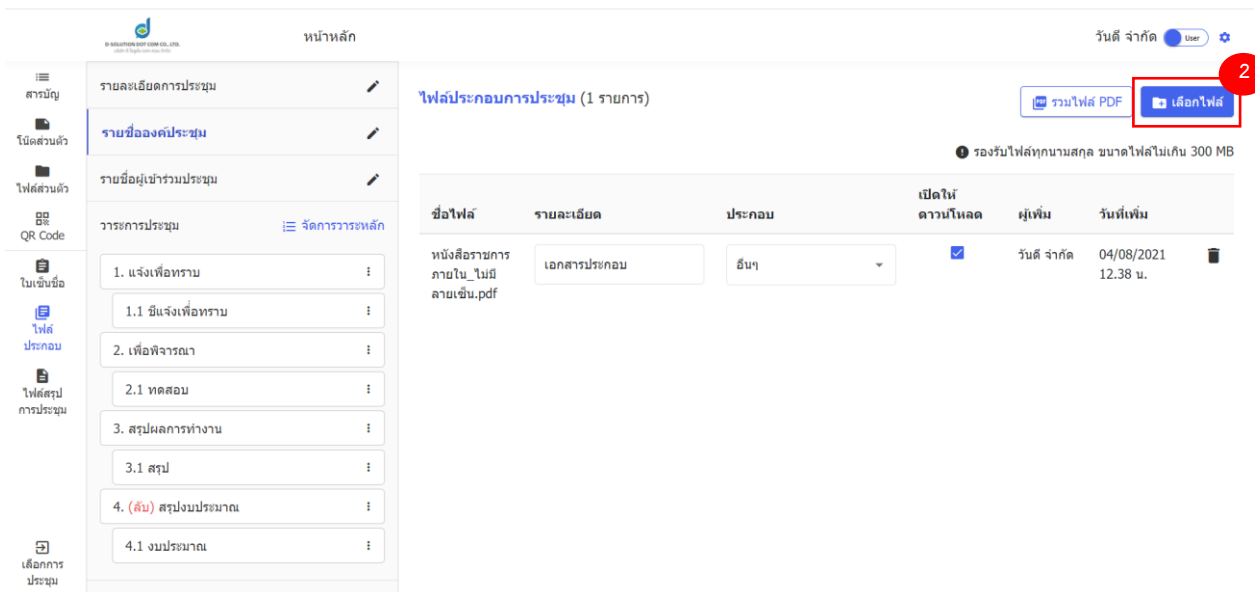 D-SOLUTION DOT COM CO., LTD.
หน้าหลัก
วันดี จำกัด User
2
สารบัญ
โน้ตส่วนตัว
ไฟล์ส่วนตัว
QR Code
ใบเซ็นชื่อ
ไฟล์
ประกอบ
ไฟล์สรุป
การประชุม
เลือกการ
ประชุม
รายละเอียดการประชุม
รายชื่อองค์ประชุม
รายชื่อผู้เข้าร่วมประชุม
วาระการประชุม จัดการวาระหลัก
1. แจ้งเพื่อทราบ
1.1 ชี้แจ้งเพื่อทราบ
2. เพื่อพิจารณา
2.1 ทดสอบ
3. สรุปผลการทำงาน
3.1 สรุป
4. (ลับ) สรุปงบประมาณ
4.1 งบประมาณ
ไฟล์ประกอบการประชุม (1 รายการ)
รวมไฟล์ PDF เลือกไฟล์
รองรับไฟล์ทุกนามสกุล ขนาดไฟล์ไม่เกิน 300 MB
ชื่อไฟล์ รายละเอียด ประกอบ เปิดให้ดาวน์โหลด ผู้เพิ่ม วันที่เพิ่ม
หนังสือราชการ เอกสารประกอบ อื่นๆ วันดี จำกัด 04/08/2021
ภายใน_ไม่มี 12.38 น.
ลายเซ็น.pdf